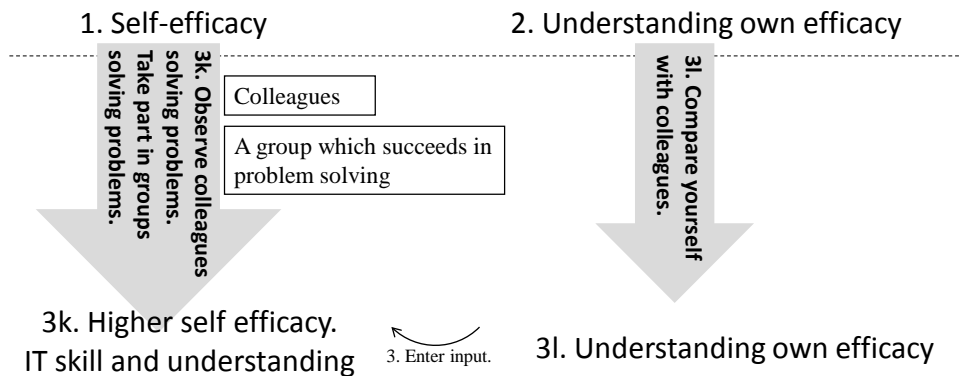 1. Self-efficacy
2. Understanding own efficacy
3k. Observe colleagues
solving problems.
Take part in groups
solving problems.
Colleagues
A group which succeeds in
problem solving
3l. Compare yourself
with colleagues.
3k. Higher self efficacy.
IT skill and understanding
3. Enter input.
3l. Understanding own efficacy